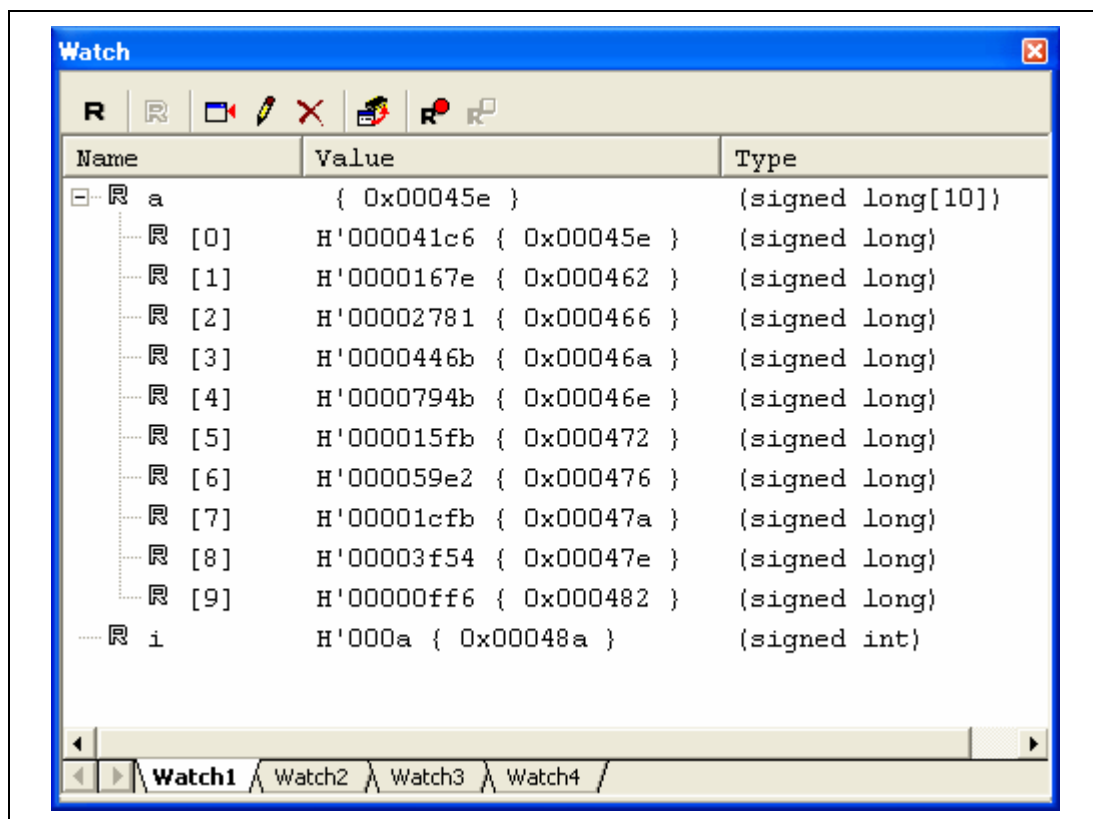 Watch
Name Value Type
a { 0x00045e } (signed long[10])
[0] H'000041c6 { 0x00045e } (signed long)
[1] H'0000167e { 0x000462 } (signed long)
[2] H'00002781 { 0x000466 } (signed long)
[3] H'0000446b { 0x00046a } (signed long)
[4] H'0000794b { 0x00046e } (signed long)
[5] H'000015fb { 0x000472 } (signed long)
[6] H'000059e2 { 0x000476 } (signed long)
[7] H'00001cfb { 0x00047a } (signed long)
[8] H'00003f54 { 0x00047e } (signed long)
[9] H'00000ff6 { 0x000482 } (signed long)
i H'000a { 0x00048a } (signed int)
Watch1 Watch2 Watch3 Watch4